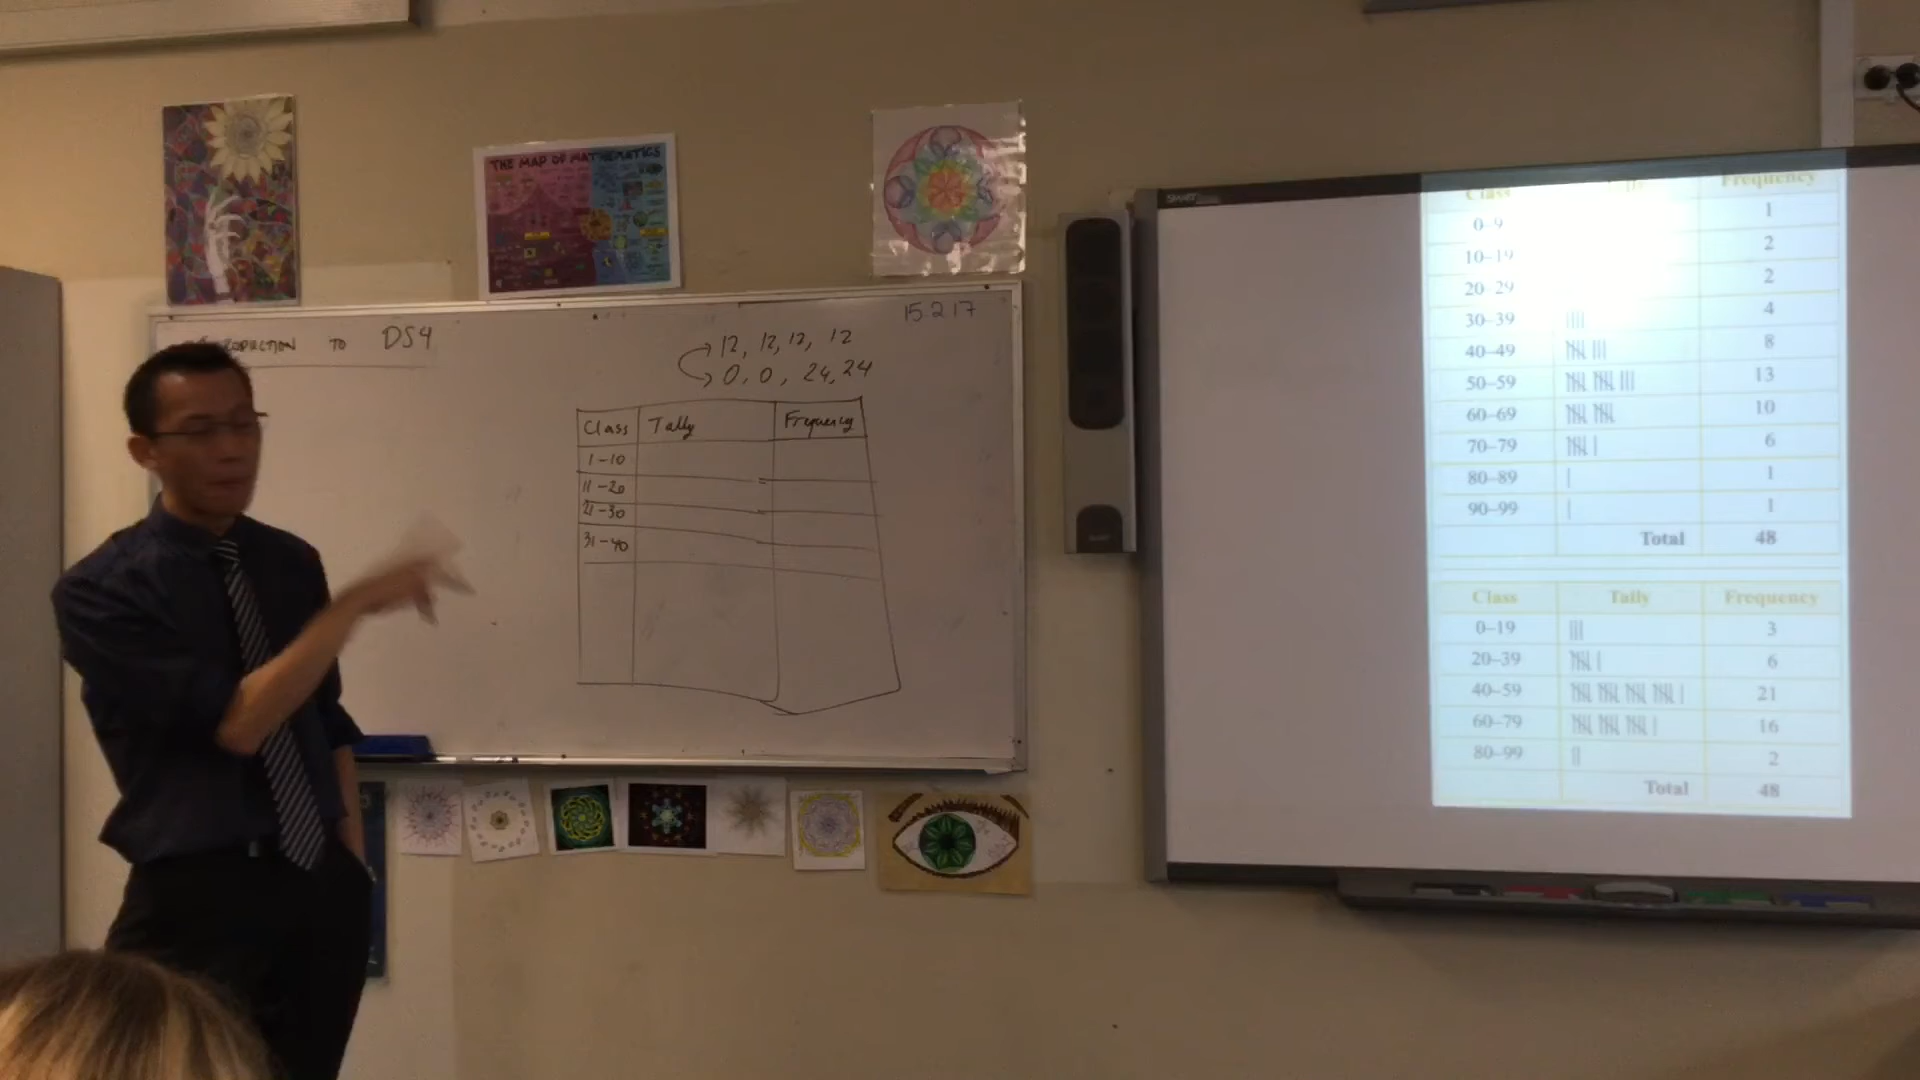 THE MAP OF MATHEMATICS
15.2.17
TO DS4
12, 12, 12, 12
0, 0, 24, 24
Class Tally Frequency
1-10
11-20
21-30
31-40
SMART
Class Tally Frequency
0–9 1
10–19 2
20–29 2
30–39 |||| 4
40–49 8
50–59 13
60–69 10
70–79 6
80–89 | 1
90–99 | 1
Total 48
Class Tally Frequency
0–19 ||| 3
20–39 6
40–59 21
60–79 16
80–99 || 2
Total 48